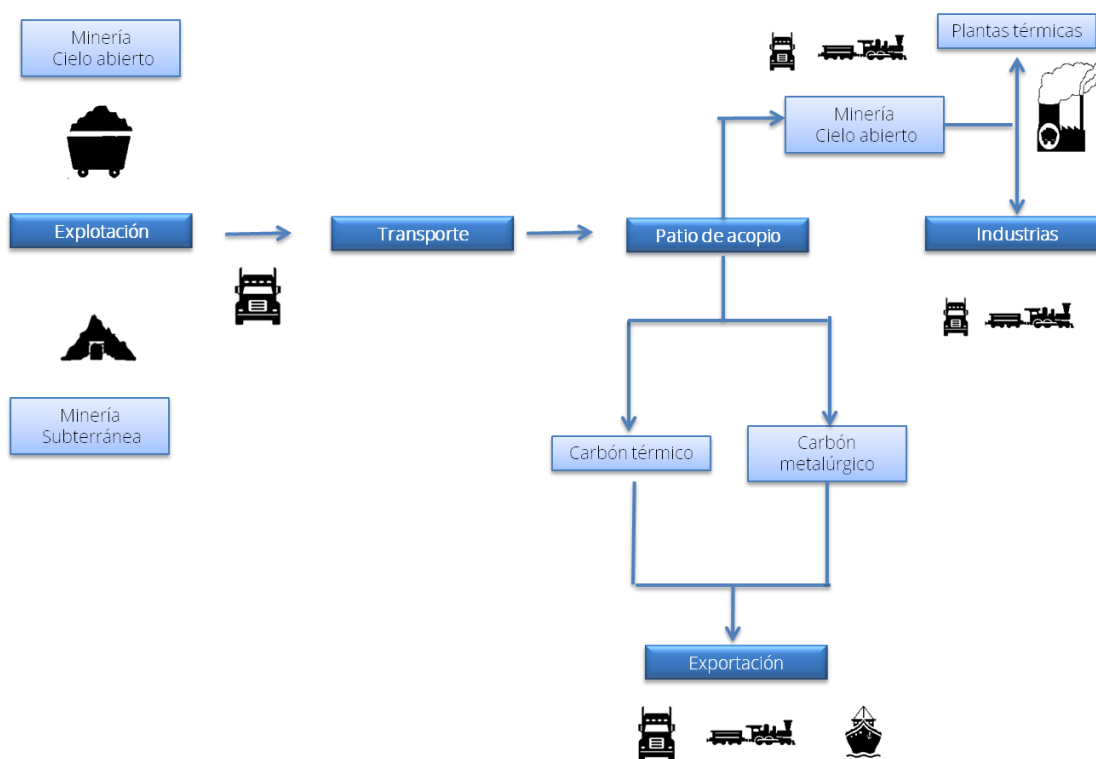 Minería
Cielo abierto
Plantas térmicas
Minería
Cielo abierto
Explotación
Transporte
Patio de acopio
Industrias
Minería
Subterránea
Carbón térmico
Carbón
metalúrgico
Exportación